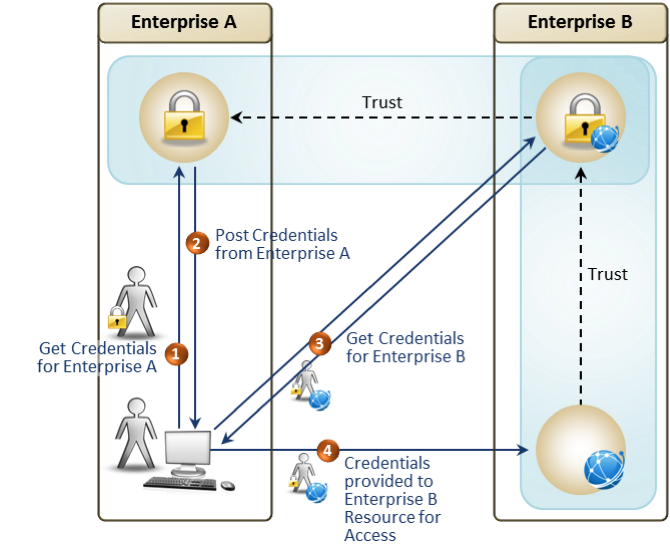 Enterprise A
Enterprise B
Trust
2
Post Credentials
from Enterprise A
Trust
3
Get Credentials
for Enterprise B
Get Credentials
for Enterprise A
1
4
Credentials
provided to
Enterprise B
Resource for
Access